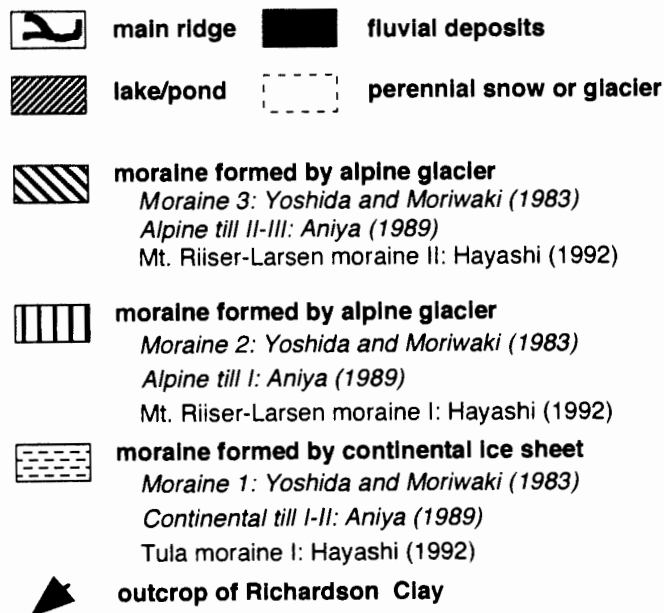 main ridge fluvial deposits
lake/pond perennial snow or glacier
moraine formed by alpine glacier
Moraine 3: Yoshida and Moriwaki (1983)
Alpine till II-III: Aniya (1989)
Mt. Riiser-Larsen moraine II: Hayashi (1992)
moraine formed by alpine glacier
Moraine 2: Yoshida and Moriwaki (1983)
Alpine till I: Aniya (1989)
Mt. Riiser-Larsen moraine I: Hayashi (1992)
moraine formed by continental ice sheet
Moraine 1: Yoshida and Moriwaki (1983)
Continental till I-II: Aniya (1989)
Tula moraine I: Hayashi (1992)
outcrop of Richardson Clay